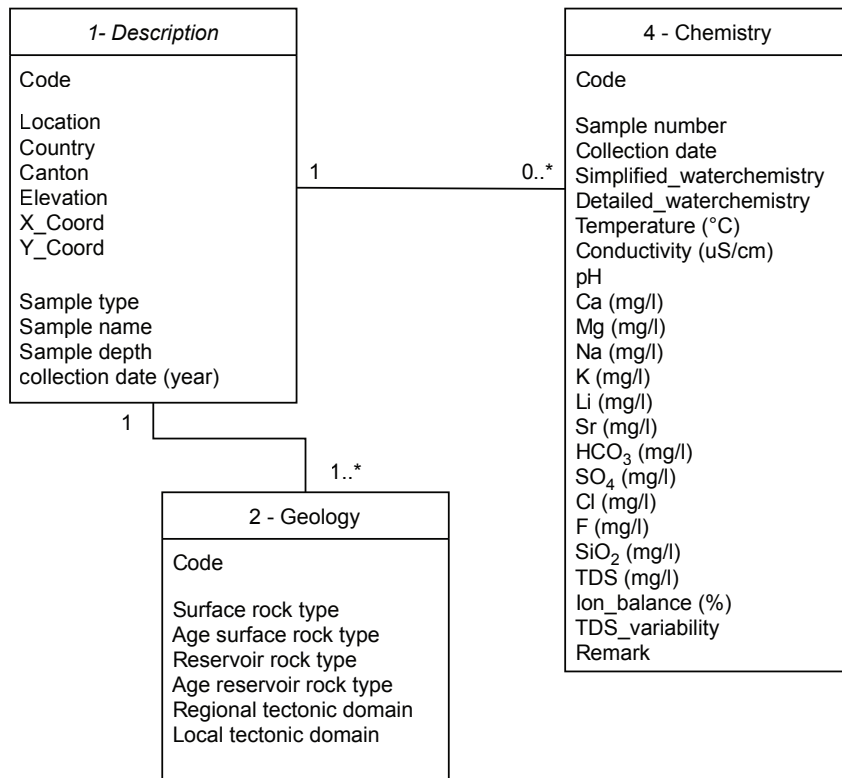 1- Description
Code
Location
Country
Canton
Elevation
X_Coord
Y_Coord
Sample type
Sample name
Sample depth
collection date (year)
1
0..*
4 - Chemistry
Code
Sample number
Collection date
Simplified_waterchemistry
Detailed_waterchemistry
Temperature (°C)
Conductivity (uS/cm)
pH
Ca (mg/l)
Mg (mg/l)
Na (mg/l)
K (mg/l)
Li (mg/l)
Sr (mg/l)
HCO₃ (mg/l)
SO₄ (mg/l)
Cl (mg/l)
F (mg/l)
SiO₂ (mg/l)
TDS (mg/l)
Ion_balance (%)
TDS_variability
Remark
1
1..*
2 - Geology
Code
Surface rock type
Age surface rock type
Reservoir rock type
Age reservoir rock type
Regional tectonic domain
Local tectonic domain